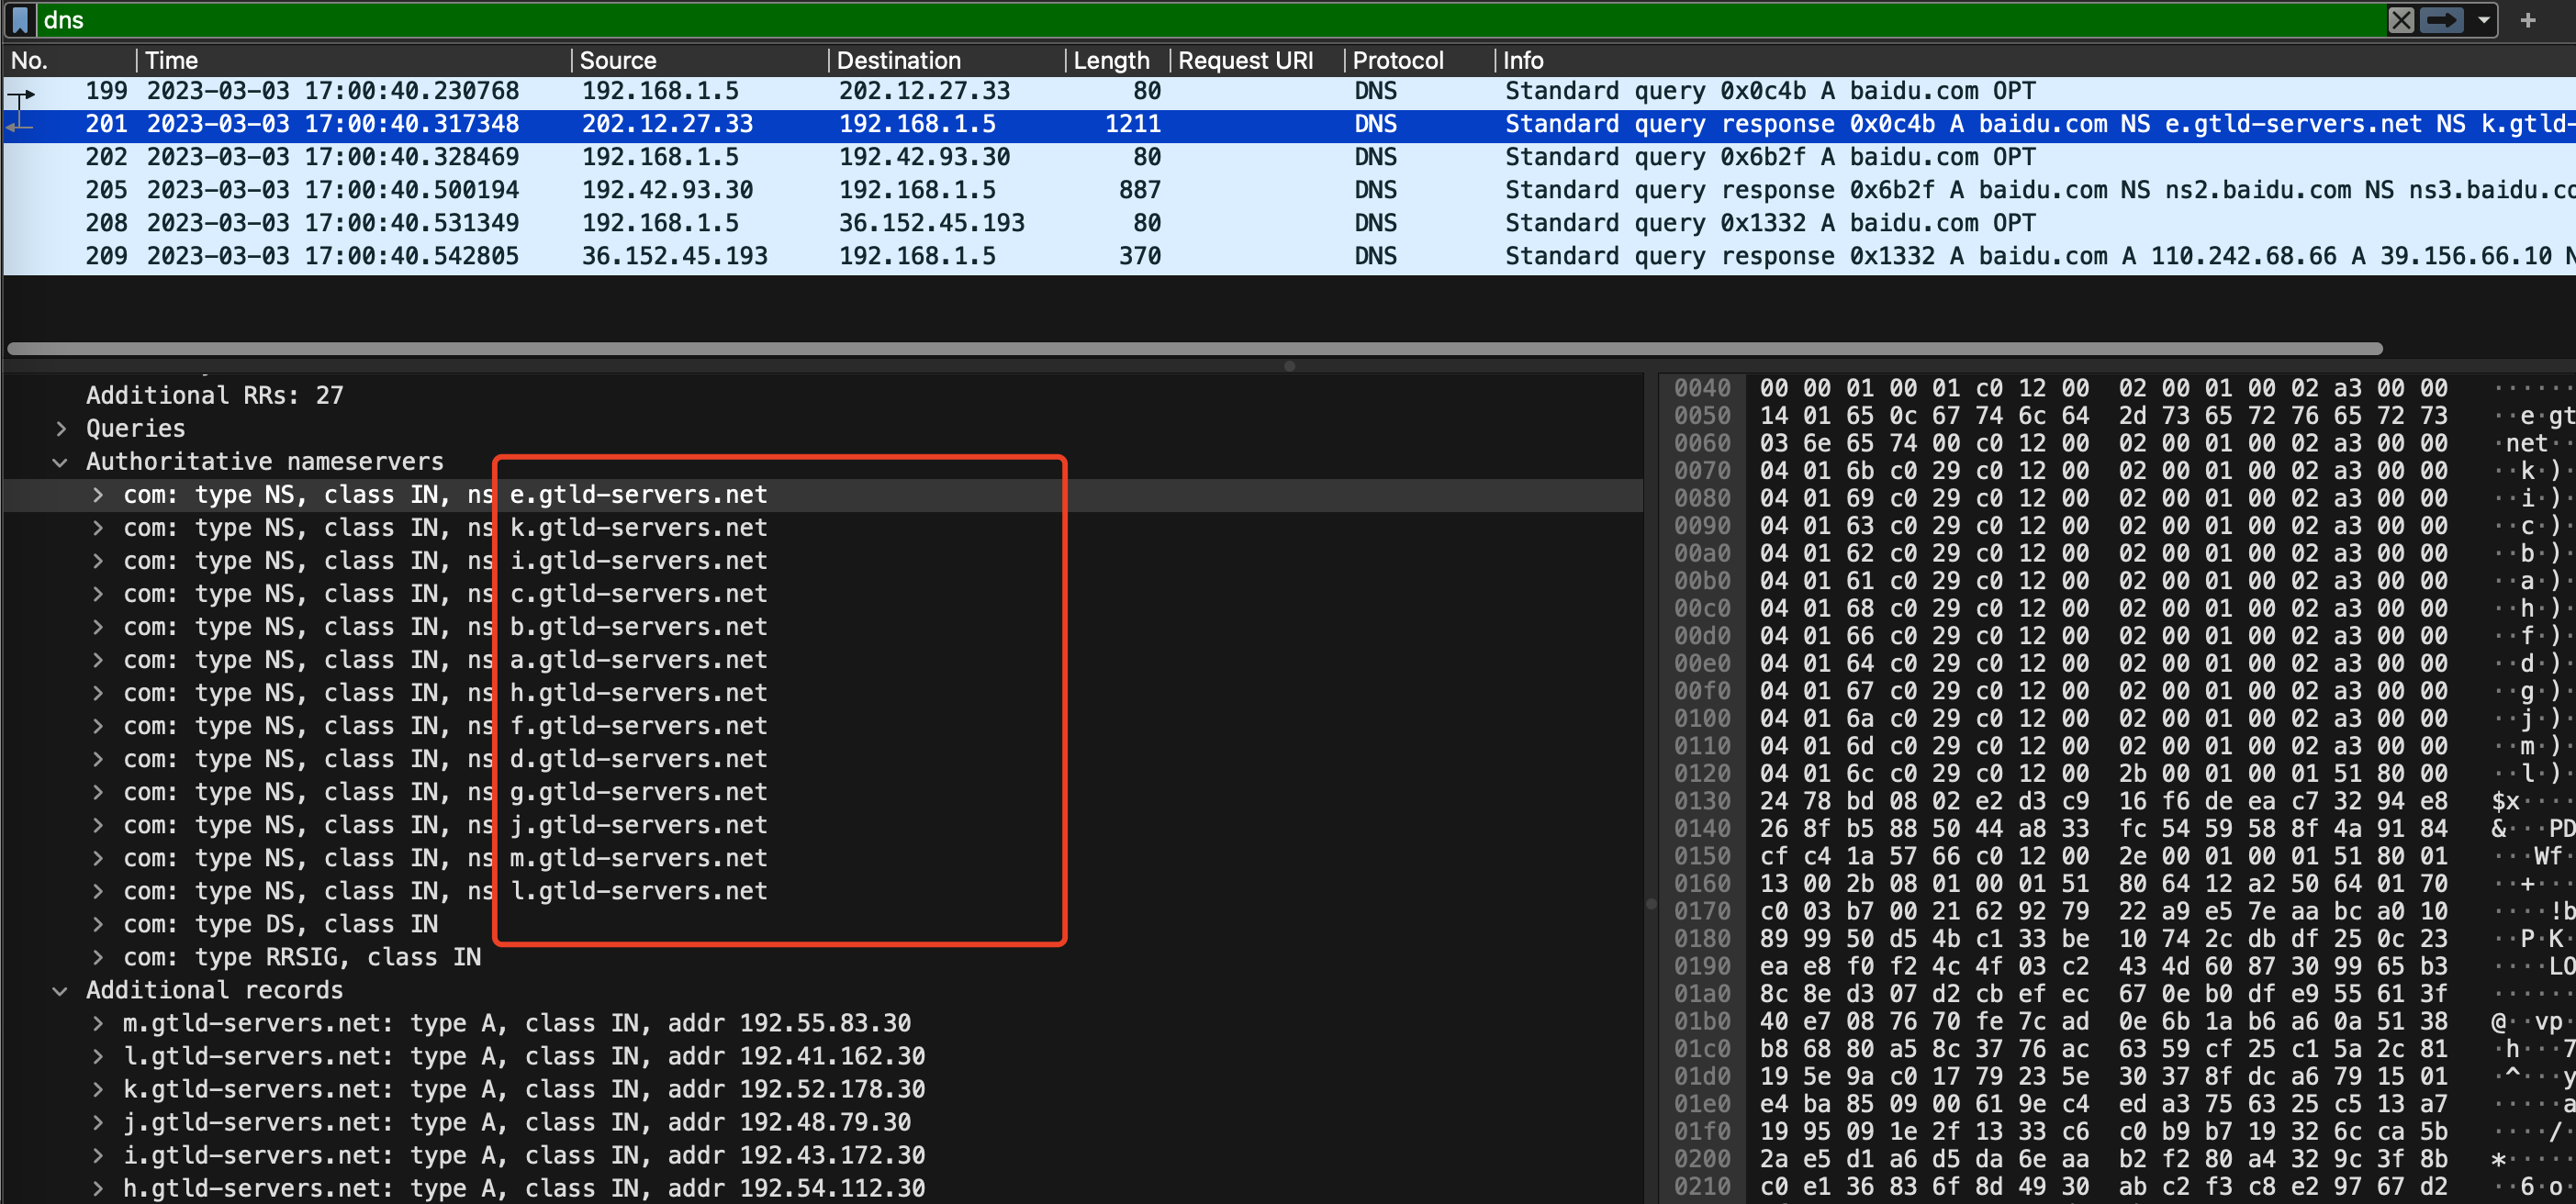 dns
No. Time Source Destination Length Request URI Protocol Info
199 2023-03-03 17:00:40.230768 192.168.1.5 202.12.27.33 80 DNS Standard query 0x0c4b A baidu.com OPT
201 2023-03-03 17:00:40.317348 202.12.27.33 192.168.1.5 1211 DNS Standard query response 0x0c4b A baidu.com NS e.gtld-servers.net NS k.gtld-
202 2023-03-03 17:00:40.328469 192.168.1.5 192.42.93.30 80 DNS Standard query 0x6b2f A baidu.com OPT
205 2023-03-03 17:00:40.500194 192.42.93.30 192.168.1.5 887 DNS Standard query response 0x6b2f A baidu.com NS ns2.baidu.com NS ns3.baidu.co
208 2023-03-03 17:00:40.531349 192.168.1.5 36.152.45.193 80 DNS Standard query 0x1332 A baidu.com OPT
209 2023-03-03 17:00:40.542805 36.152.45.193 192.168.1.5 370 DNS Standard query response 0x1332 A baidu.com A 110.242.68.66 A 39.156.66.10 N
Additional RRs: 27
Queries
Authoritative nameservers
com: type NS, class IN, ns e.gtld-servers.net
com: type NS, class IN, ns k.gtld-servers.net
com: type NS, class IN, ns i.gtld-servers.net
com: type NS, class IN, ns c.gtld-servers.net
com: type NS, class IN, ns b.gtld-servers.net
com: type NS, class IN, ns a.gtld-servers.net
com: type NS, class IN, ns h.gtld-servers.net
com: type NS, class IN, ns f.gtld-servers.net
com: type NS, class IN, ns d.gtld-servers.net
com: type NS, class IN, ns g.gtld-servers.net
com: type NS, class IN, ns j.gtld-servers.net
com: type NS, class IN, ns m.gtld-servers.net
com: type NS, class IN, ns l.gtld-servers.net
com: type DS, class IN
com: type RRSIG, class IN
Additional records
m.gtld-servers.net: type A, class IN, addr 192.55.83.30
l.gtld-servers.net: type A, class IN, addr 192.41.162.30
k.gtld-servers.net: type A, class IN, addr 192.52.178.30
j.gtld-servers.net: type A, class IN, addr 192.48.79.30
i.gtld-servers.net: type A, class IN, addr 192.43.172.30
h.gtld-servers.net: type A, class IN, addr 192.54.112.30
0040 00 00 01 00 01 c0 12 00 02 00 01 00 02 a3 00 00 ······
0050 14 01 65 0c 67 74 6c 64 2d 73 65 72 76 65 72 73 ··e·gt
0060 03 6e 65 74 00 c0 12 00 02 00 01 00 02 a3 00 00 ·net··
0070 04 01 6b c0 29 c0 12 00 02 00 01 00 02 a3 00 00 ··k·)·
0080 04 01 69 c0 29 c0 12 00 02 00 01 00 02 a3 00 00 ··i·)·
0090 04 01 63 c0 29 c0 12 00 02 00 01 00 02 a3 00 00 ··c·)·
00a0 04 01 62 c0 29 c0 12 00 02 00 01 00 02 a3 00 00 ··b·)·
00b0 04 01 61 c0 29 c0 12 00 02 00 01 00 02 a3 00 00 ··a·)·
00c0 04 01 68 c0 29 c0 12 00 02 00 01 00 02 a3 00 00 ··h·)·
00d0 04 01 66 c0 29 c0 12 00 02 00 01 00 02 a3 00 00 ··f·)·
00e0 04 01 64 c0 29 c0 12 00 02 00 01 00 02 a3 00 00 ··d·)·
00f0 04 01 67 c0 29 c0 12 00 02 00 01 00 02 a3 00 00 ··g·)·
0100 04 01 6a c0 29 c0 12 00 02 00 01 00 02 a3 00 00 ··j·)·
0110 04 01 6d c0 29 c0 12 00 02 00 01 00 02 a3 00 00 ··m·)·
0120 04 01 6c c0 29 c0 12 00 2b 00 01 00 01 51 80 00 ··l·)·
0130 24 78 bd 08 02 e2 d3 c9 16 f6 de ea c7 32 94 e8 $x····
0140 26 8f b5 88 50 44 a8 33 fc 54 59 58 8f 4a 91 84 &···PD
0150 cf c4 1a 57 66 c0 12 00 2e 00 01 00 01 51 80 01 ···Wf·
0160 13 00 2b 08 01 00 01 51 80 64 12 a2 50 64 01 70 ··+···
0170 c0 03 b7 00 21 62 92 79 22 a9 e5 7e aa bc a0 10 ····!b
0180 89 99 50 d5 4b c1 33 be 10 74 2c db df 25 0c 23 ··P·K·
0190 ea e8 f0 f2 4c 4f 03 c2 43 4d 60 87 30 99 65 b3 ····LO
01a0 8c 8e d3 07 d2 cb ef ec 67 0e b0 df e9 55 61 3f ······
01b0 40 e7 08 76 70 fe 7c ad 0e 6b 1a b6 a6 0a 51 38 @··vp·
01c0 b8 68 80 a5 8c 37 76 ac 63 59 cf 25 c1 5a 2c 81 ·h···7
01d0 19 5e 9a c0 17 79 23 5e 30 37 8f dc a6 79 15 01 ·^···y
01e0 e4 ba 85 09 00 61 9e c4 ed a3 75 63 25 c5 13 a7 ·····a
01f0 19 95 09 1e 2f 13 33 c6 c0 b9 b7 19 32 6c ca 5b ····/·
0200 2a e5 d1 a6 d5 da 6e aa b2 f2 80 a4 32 9c 3f 8b *·····
0210 c0 e1 36 83 6f 8d 49 30 ab c2 f3 c8 e2 97 67 d2 ··6·o·